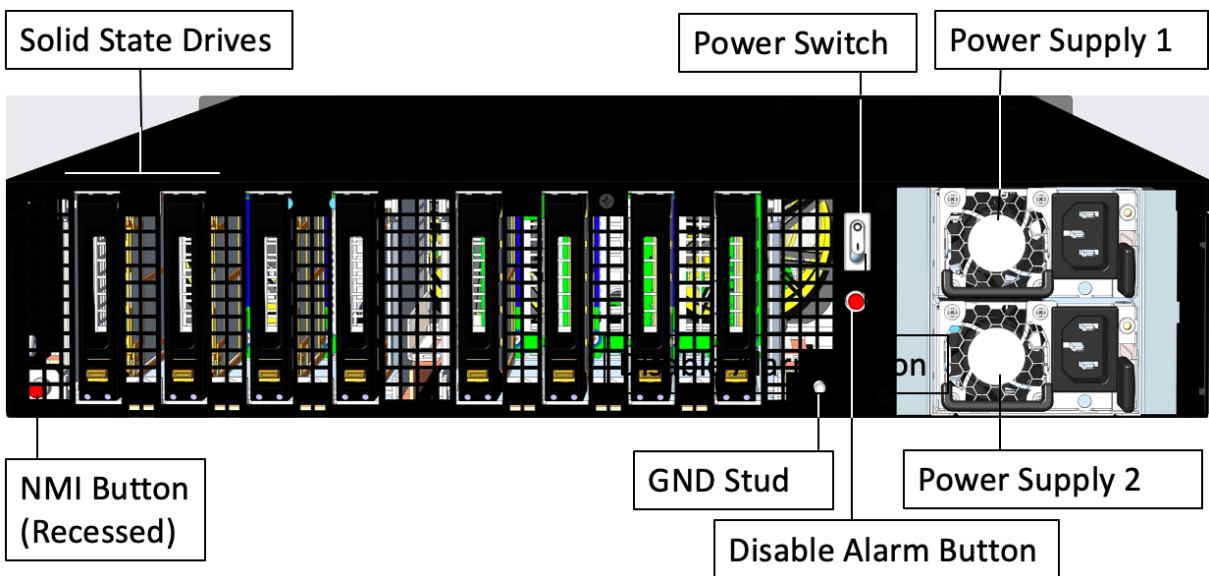 Solid State Drives
Power Switch
Power Supply 1
NMI Button
(Recessed)
GND Stud
Power Supply 2
Disable Alarm Button